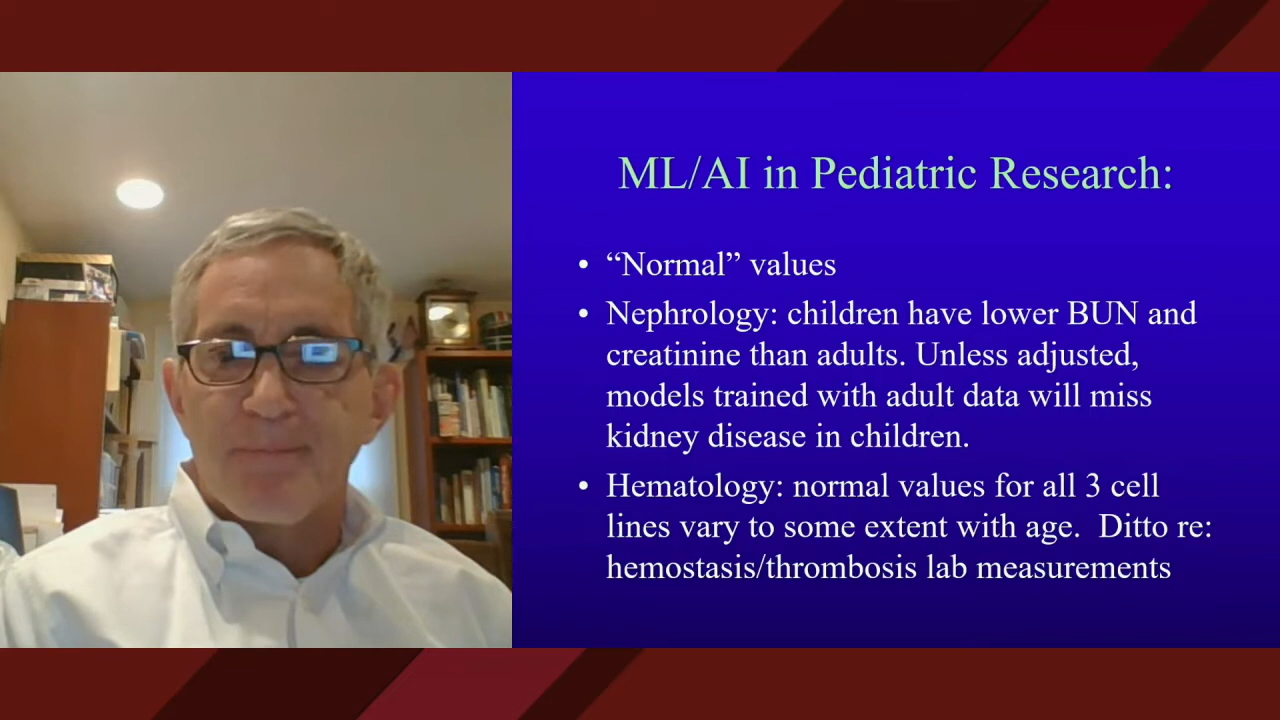 ML/AI in Pediatric Research:
• “Normal” values
• Nephrology: children have lower BUN and
creatinine than adults. Unless adjusted,
models trained with adult data will miss
kidney disease in children.
• Hematology: normal values for all 3 cell
lines vary to some extent with age.  Ditto re:
hemostasis/thrombosis lab measurements